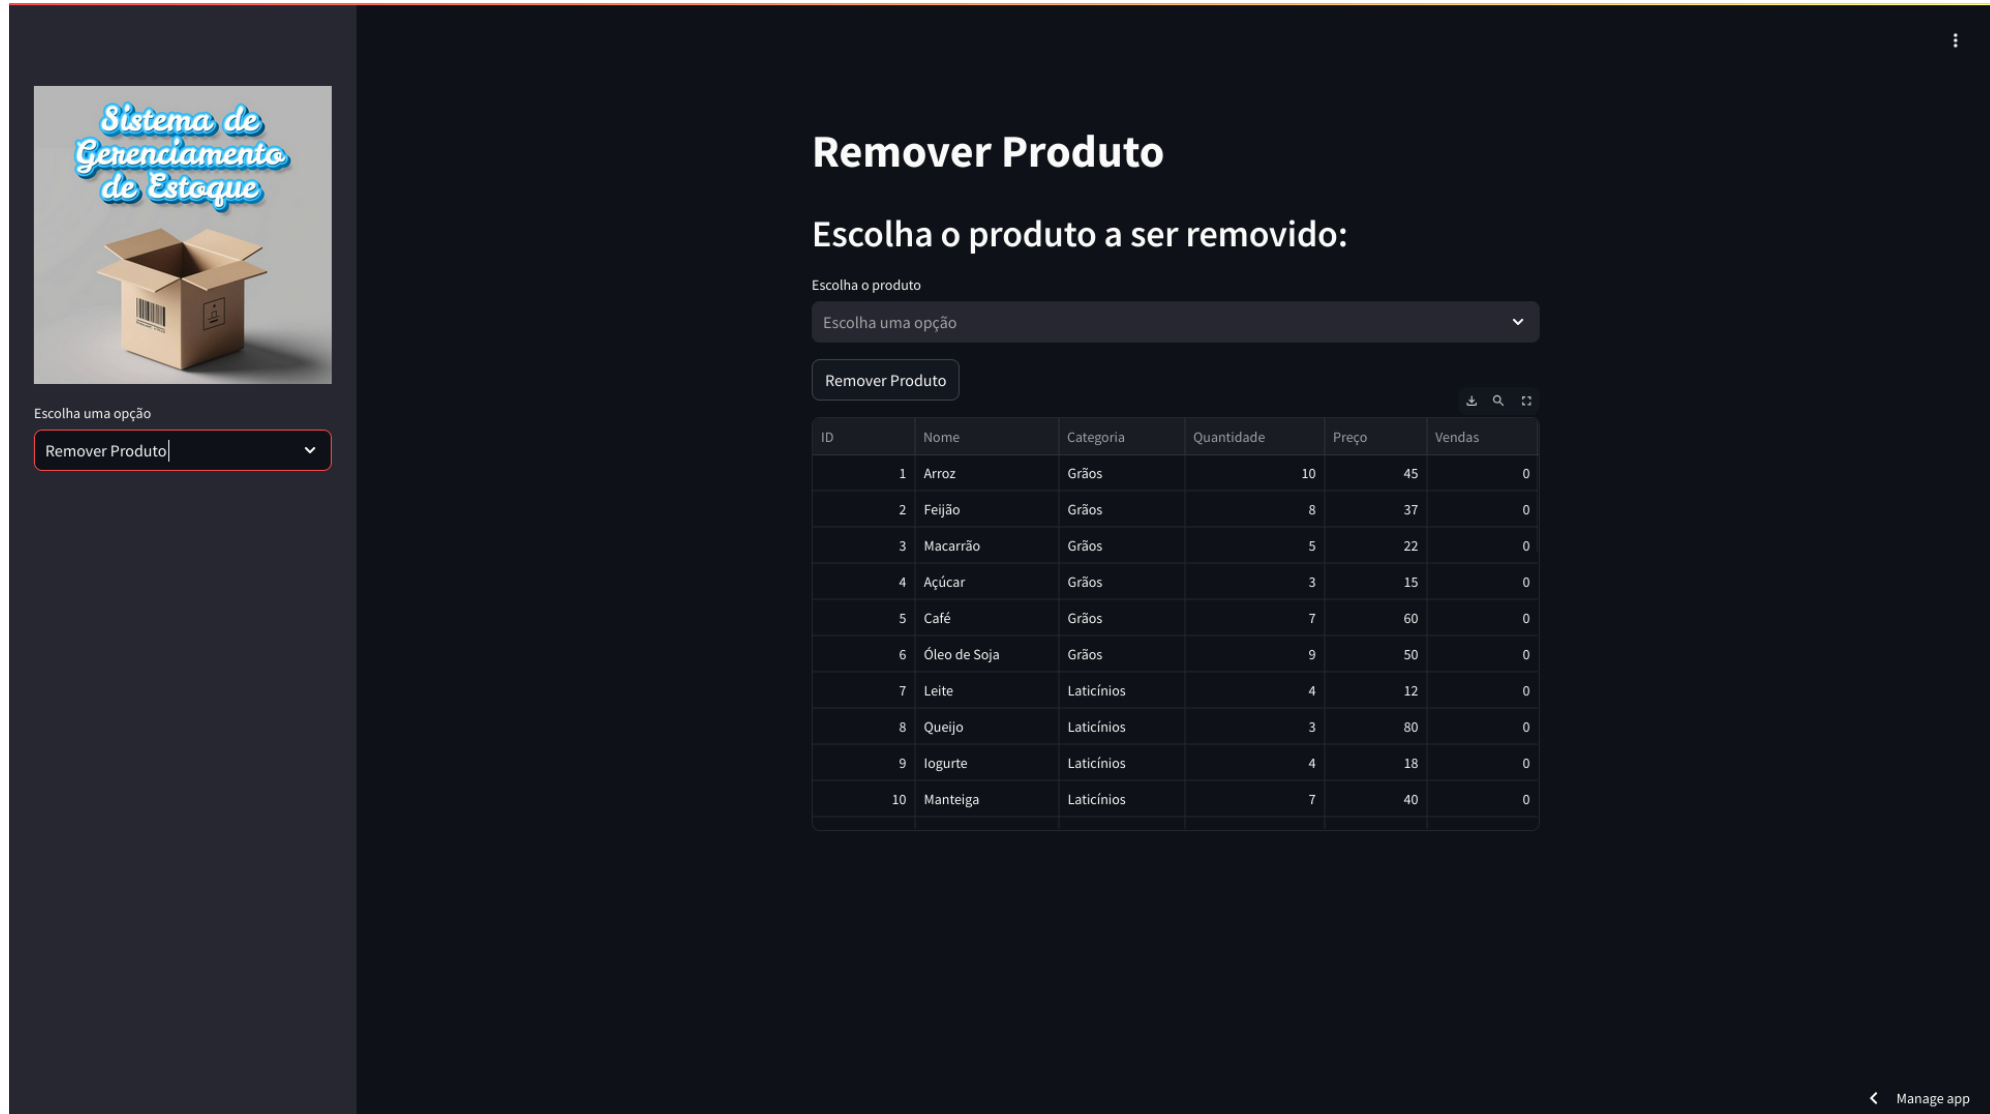 Sistema de
Gerenciamento
de Estoque
Escolha uma opção
Remover Produto
Remover Produto
Escolha o produto a ser removido:
Escolha o produto
Escolha uma opção
Remover Produto
ID Nome Categoria Quantidade Preço Vendas
1 Arroz Grãos 10 45 0
2 Feijão Grãos 8 37 0
3 Macarrão Grãos 5 22 0
4 Açúcar Grãos 3 15 0
5 Café Grãos 7 60 0
6 Óleo de Soja Grãos 9 50 0
7 Leite Laticínios 4 12 0
8 Queijo Laticínios 3 80 0
9 Iogurte Laticínios 4 18 0
10 Manteiga Laticínios 7 40 0
Manage app